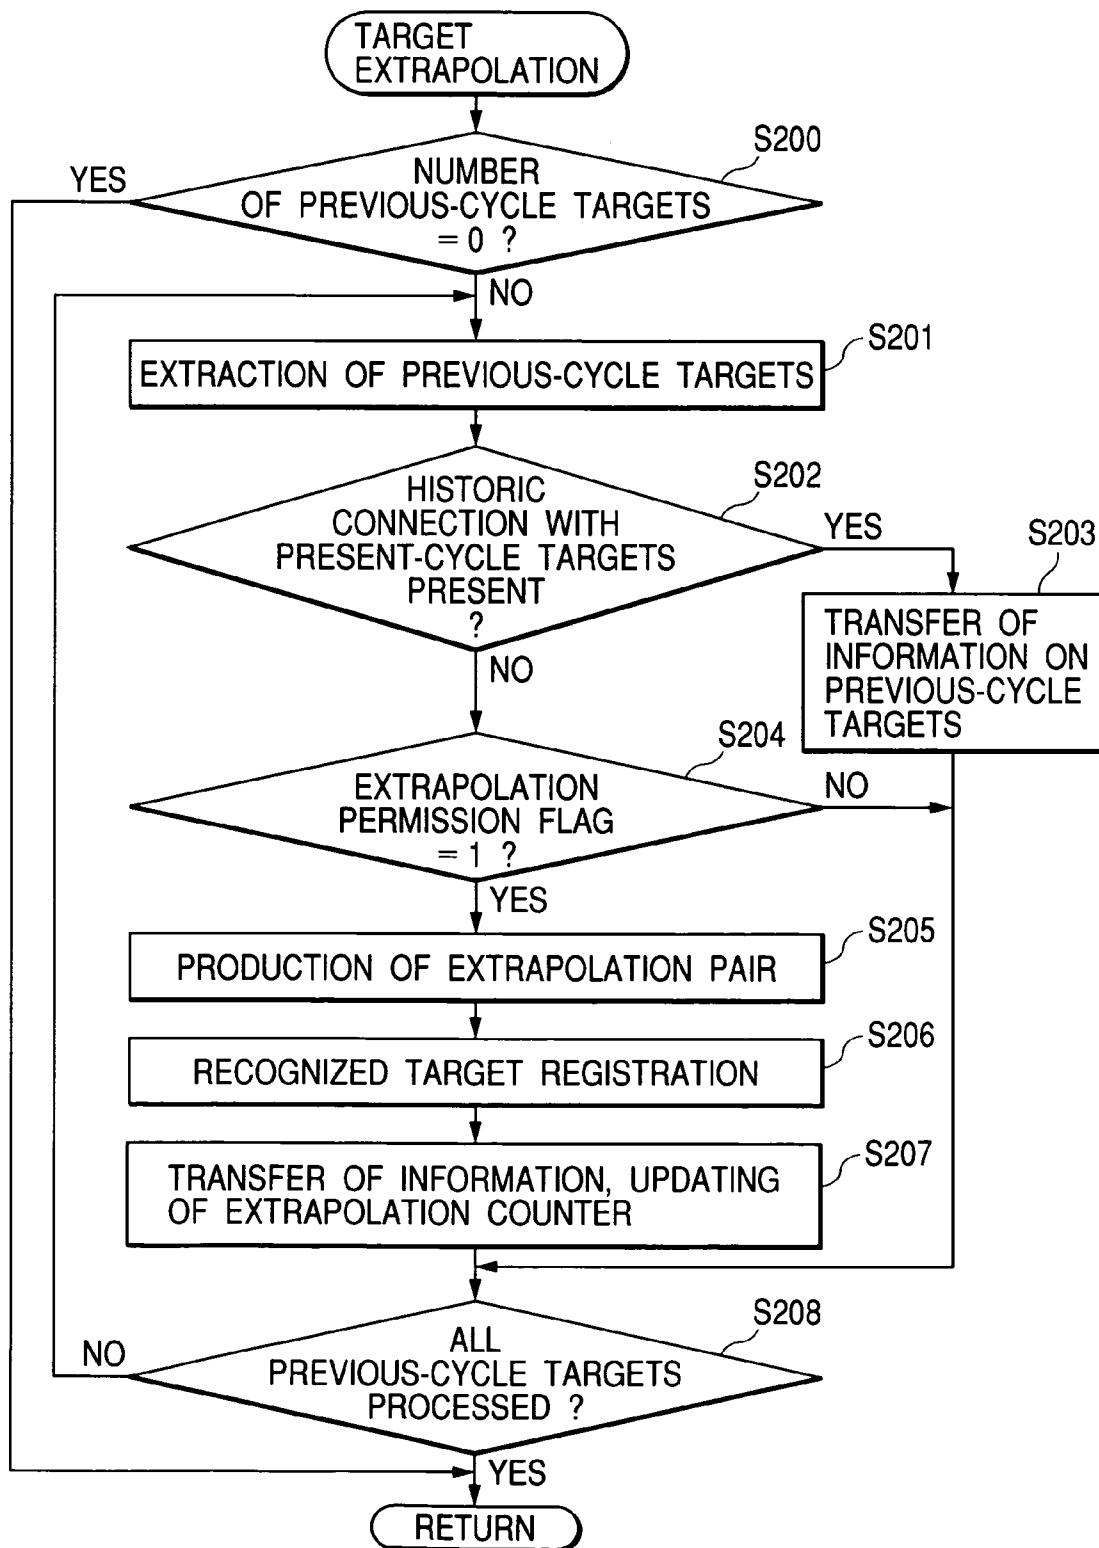 TARGET
EXTRAPOLATION
S200
YES
NUMBER
OF PREVIOUS-CYCLE TARGETS
= 0 ?
NO
S201
EXTRACTION OF PREVIOUS-CYCLE TARGETS
S202
HISTORIC
CONNECTION WITH
PRESENT-CYCLE TARGETS
PRESENT
?
YES
S203
TRANSFER OF
INFORMATION ON
PREVIOUS-CYCLE
TARGETS
NO
S204
EXTRAPOLATION
PERMISSION FLAG
= 1 ?
NO
YES
S205
PRODUCTION OF EXTRAPOLATION PAIR
S206
RECOGNIZED TARGET REGISTRATION
S207
TRANSFER OF INFORMATION, UPDATING
OF EXTRAPOLATION COUNTER
S208
NO
ALL
PREVIOUS-CYCLE TARGETS
PROCESSED ?
YES
RETURN